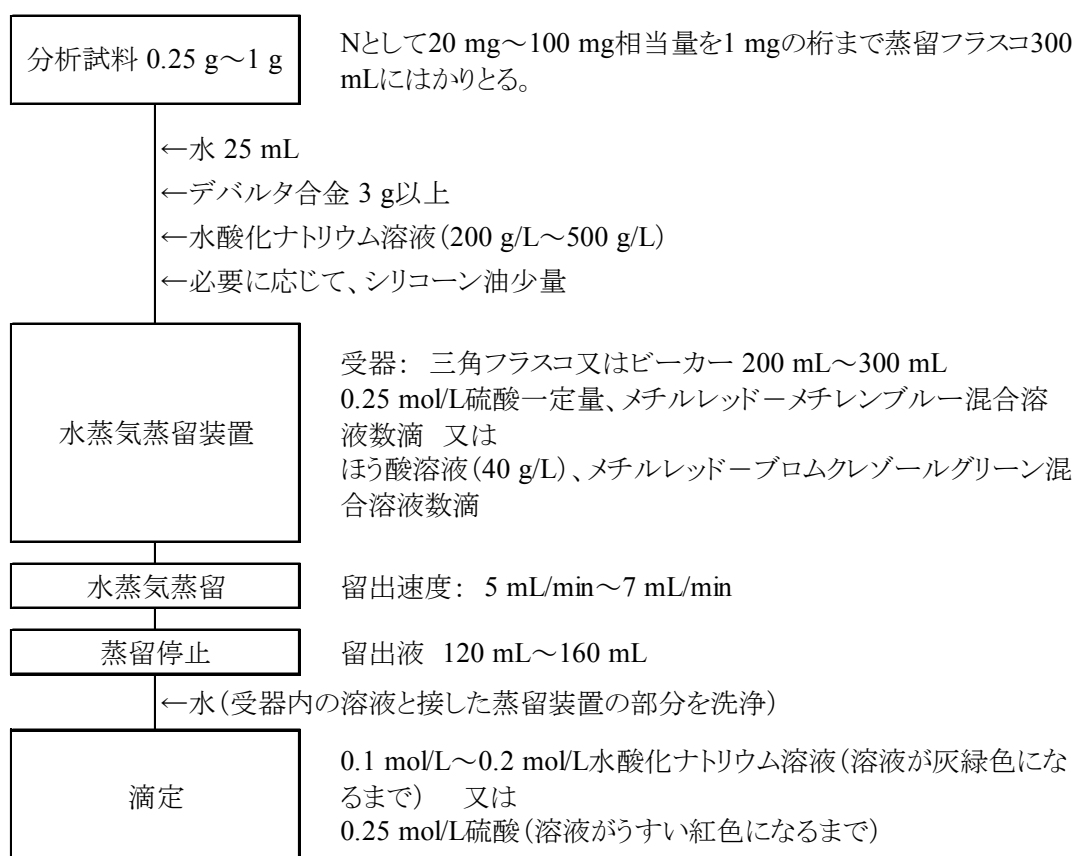 分析試料 0.25 g～1 g
Nとして20 mg～100 mg相当量を1 mgの桁まで蒸留フラスコ300
mLにはかりとる。
←水 25 mL
←デバルタ合金 3 g以上
←水酸化ナトリウム溶液（200 g/L～500 g/L）
←必要に応じて、シリコーン油少量
水蒸気蒸留装置
受器： 三角フラスコ又はビーカー 200 mL～300 mL
0.25 mol/L硫酸一定量、メチルレッド－メチレンブルー混合溶
液数滴 又は
ほう酸溶液（40 g/L）、メチルレッド－ブロムクレゾールグリーン混
合溶液数滴
水蒸気蒸留
留出速度： 5 mL/min～7 mL/min
蒸留停止
留出液 120 mL～160 mL
←水（受器内の溶液と接した蒸留装置の部分を洗浄）
滴定
0.1 mol/L～0.2 mol/L水酸化ナトリウム溶液（溶液が灰緑色にな
るまで） 又は
0.25 mol/L硫酸（溶液がうすい紅色になるまで）